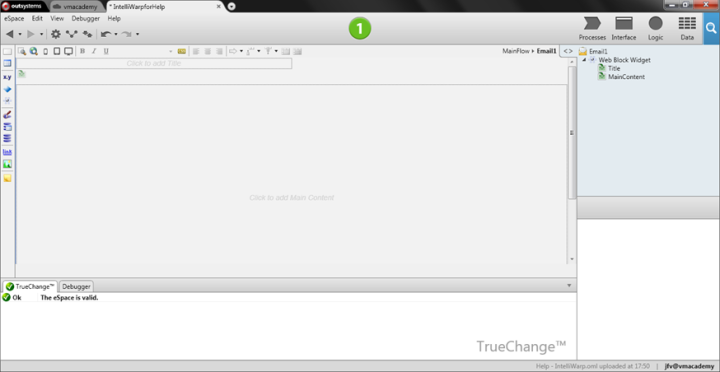 outsystems vmacademy * IntelliWarpforHelp
eSpace Edit View Debugger Help
1
Processes Interface Logic Data
B I U
MainFlow Email1 <>
Email1
Web Block Widget
Title
MainContent
Click to add Title
x.y
link
Click to add Main Content
TrueChange™ Debugger
Ok The eSpace is valid.
TrueChange™
Help - IntelliWarp.oml uploaded at 17:50 | jfv@vmacademy